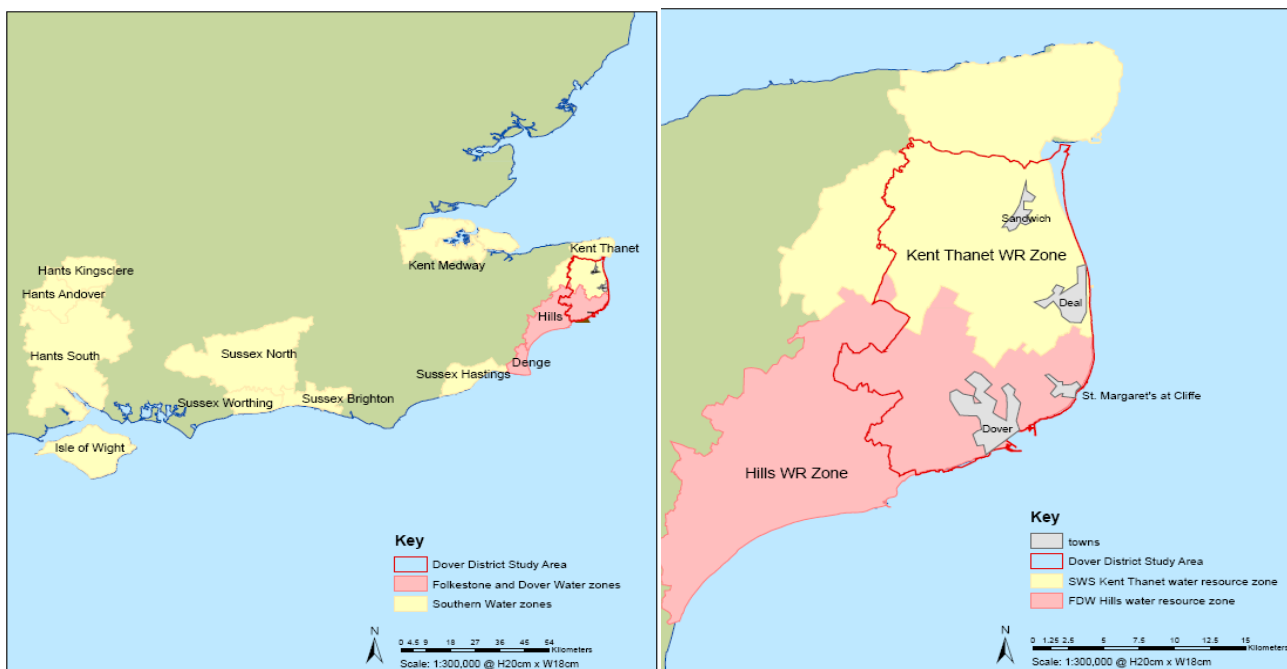 Kent Thanet
Kent Medway
Hants Kingsclere
Hants Andover
Hills
Hants South
Sussex North
Denge
Sussex Hastings
Sussex Worthing
Sussex Brighton
Isle of Wight
Key
Dover District Study Area
Folkestone and Dover Water zones
Southern Water zones
N
0 4.5 9 18 27 36 45 54
Kilometers
Scale: 1:300,000 @ H20cm x W18cm
Sandwich
Kent Thanet WR Zone
Deal
St. Margaret's at Cliffe
Dover
Hills WR Zone
Key
towns
Dover District Study Area
SWS Kent Thanet water resource zone
FDW Hills water resource zone
N
0 1.25 2.5 5 7.5 10 12.5 15
Kilometers
Scale: 1:300,000 @ H20cm x W18cm